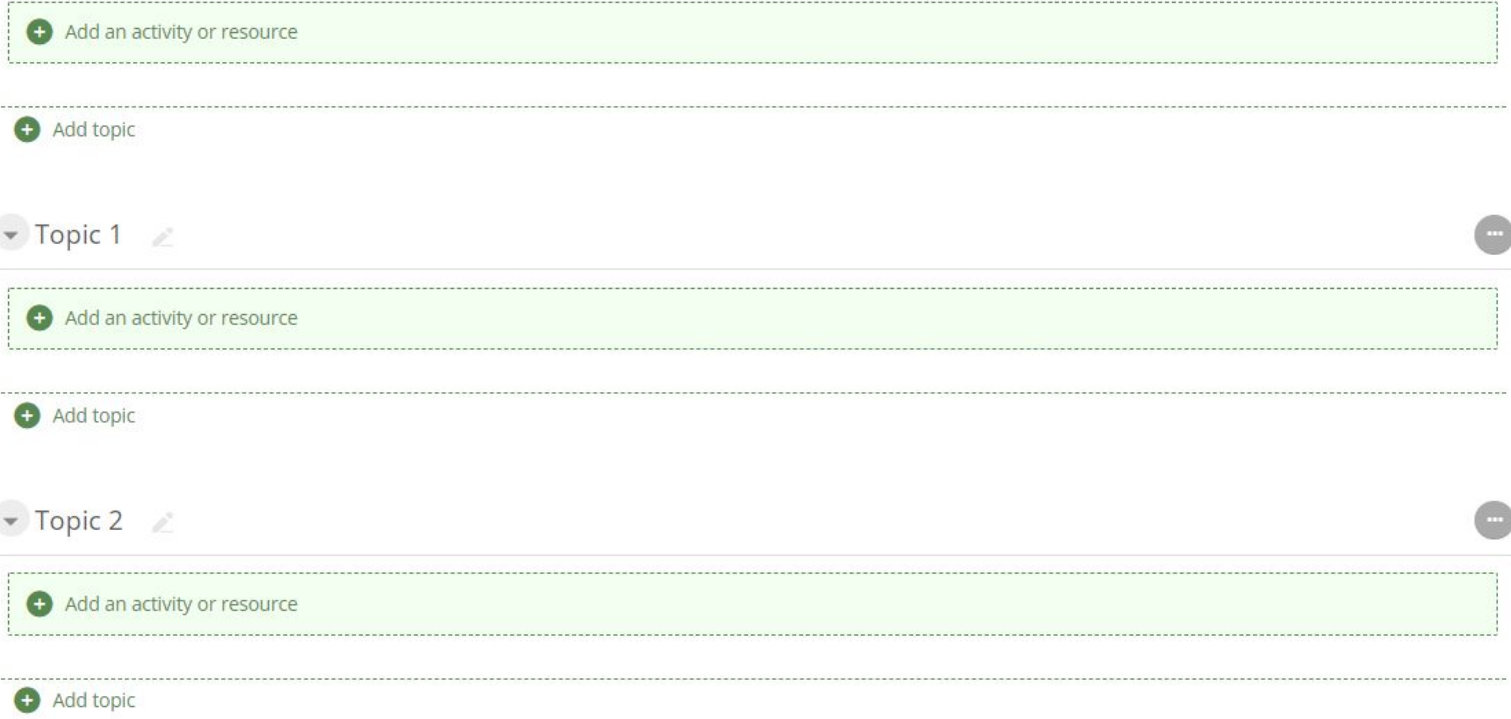 Add an activity or resource
Add topic
Topic 1
Add an activity or resource
Add topic
Topic 2
Add an activity or resource
Add topic